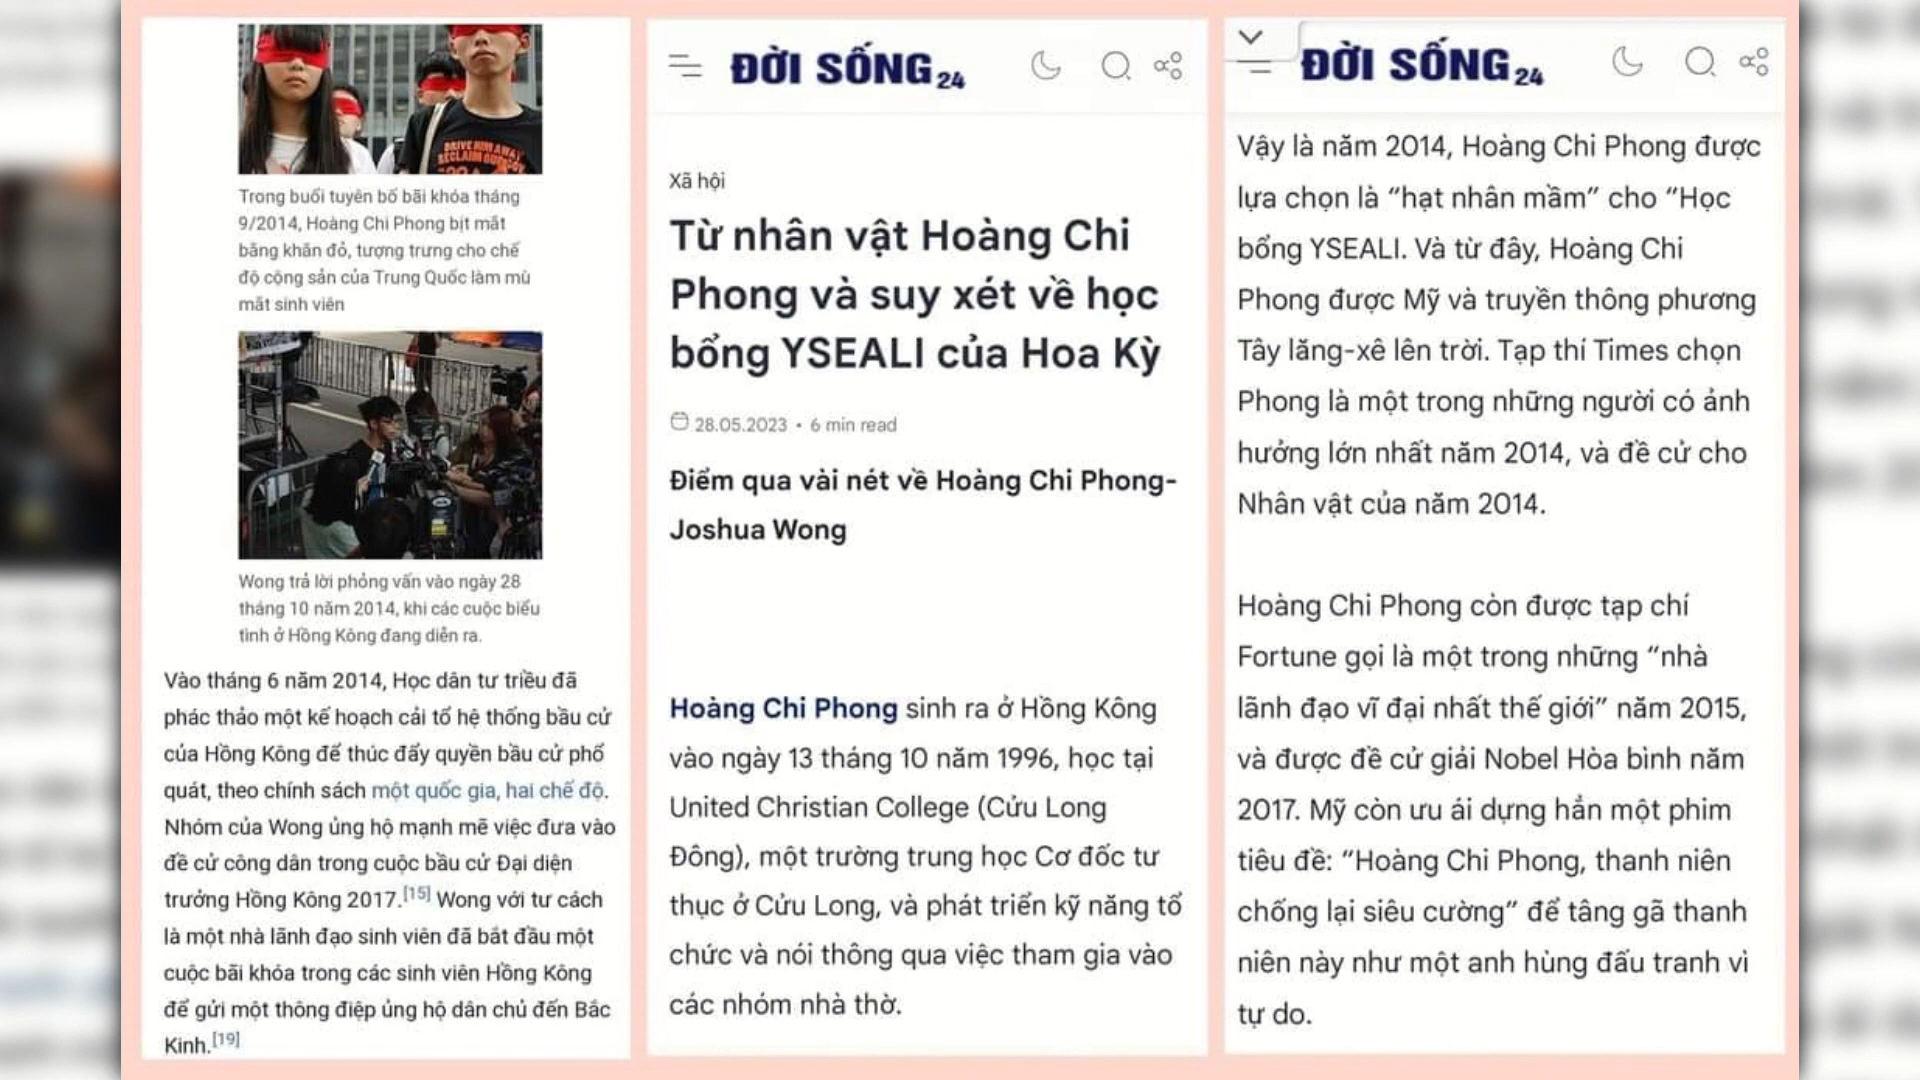 DRIVE HIM AWAY
RECLAIM OUR
Trong buổi tuyên bố bãi khóa tháng
9/2014, Hoàng Chi Phong bịt mắt
bằng khăn đỏ, tượng trưng cho chế
độ cộng sản của Trung Quốc làm mù
mắt sinh viên
Wong trả lời phỏng vấn vào ngày 28
tháng 10 năm 2014, khi các cuộc biểu
tình ở Hồng Kông đang diễn ra.
Vào tháng 6 năm 2014, Học dân tư triều đã
phác thảo một kế hoạch cải tổ hệ thống bầu cử
của Hồng Kông để thúc đẩy quyền bầu cử phổ
quát, theo chính sách một quốc gia, hai chế độ.
Nhóm của Wong ủng hộ mạnh mẽ việc đưa vào
đề cử công dân trong cuộc bầu cử Đại diện
trưởng Hồng Kông 2017.[15] Wong với tư cách
là một nhà lãnh đạo sinh viên đã bắt đầu một
cuộc bãi khóa trong các sinh viên Hồng Kông
để gửi một thông điệp ủng hộ dân chủ đến Bắc
Kinh.[19]
ĐỜI SỐNG 24
Xã hội
Từ nhân vật Hoàng Chi
Phong và suy xét về học
bổng YSEALI của Hoa Kỳ
28.05.2023 • 6 min read
Điểm qua vài nét về Hoàng Chi Phong-
Joshua Wong
Hoàng Chi Phong sinh ra ở Hồng Kông
vào ngày 13 tháng 10 năm 1996, học tại
United Christian College (Cửu Long
Đông), một trường trung học Cơ đốc tư
thục ở Cửu Long, và phát triển kỹ năng tổ
chức và nói thông qua việc tham gia vào
các nhóm nhà thờ.
ĐỜI SỐNG 24
Vậy là năm 2014, Hoàng Chi Phong được
lựa chọn là “hạt nhân mầm” cho “Học
bổng YSEALI. Và từ đây, Hoàng Chi
Phong được Mỹ và truyền thông phương
Tây lăng-xê lên trời. Tạp thí Times chọn
Phong là một trong những người có ảnh
hưởng lớn nhất năm 2014, và đề cử cho
Nhân vật của năm 2014.
Hoàng Chi Phong còn được tạp chí
Fortune gọi là một trong những “nhà
lãnh đạo vĩ đại nhất thế giới” năm 2015,
và được đề cử giải Nobel Hòa bình năm
2017. Mỹ còn ưu ái dựng hẳn một phim
tiêu đề: “Hoàng Chi Phong, thanh niên
chống lại siêu cường” để tâng gã thanh
niên này như một anh hùng đấu tranh vì
tự do.